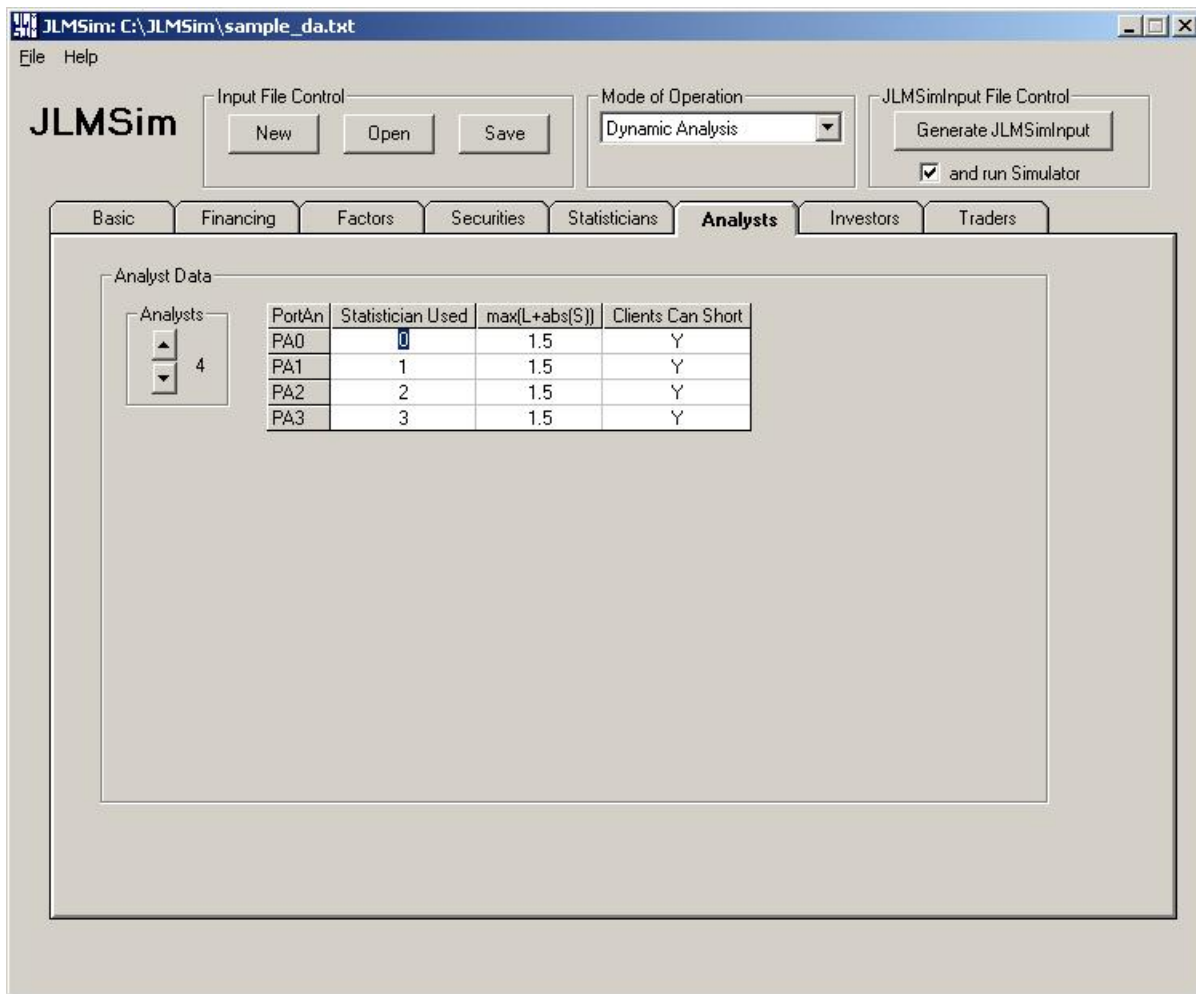 JLMSim: C:\JLMSim\sample_da.txt
File Help
JLMSim
Input File Control
New Open Save
Mode of Operation
Dynamic Analysis
JLMSimInput File Control
Generate JLMSimInput
and run Simulator
Basic Financing Factors Securities Statisticians Analysts Investors Traders
Analyst Data
Analysts
4
PortAn Statistician Used max(L+abs(S)) Clients Can Short
PA0 0 1.5 Y
PA1 1 1.5 Y
PA2 2 1.5 Y
PA3 3 1.5 Y